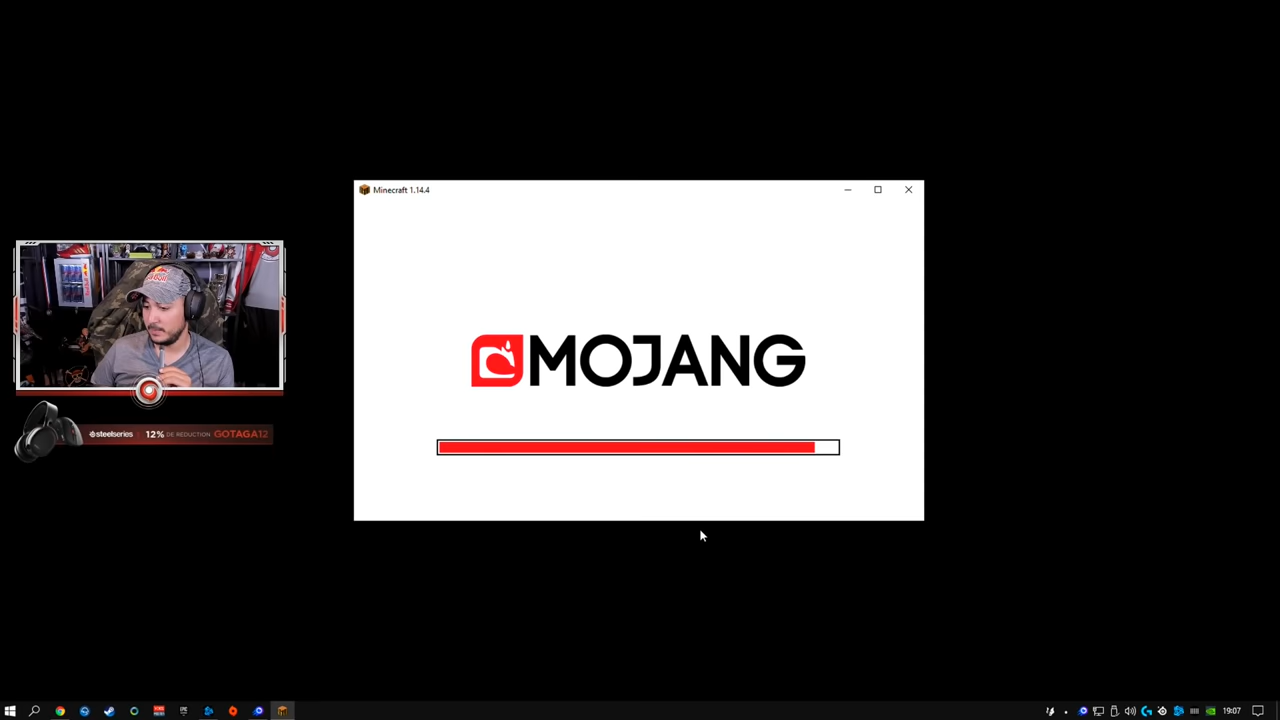 Minecraft 1.14.4
MOJANG
steelseries 12% DE REDUCTION GOTAGA12
19:07